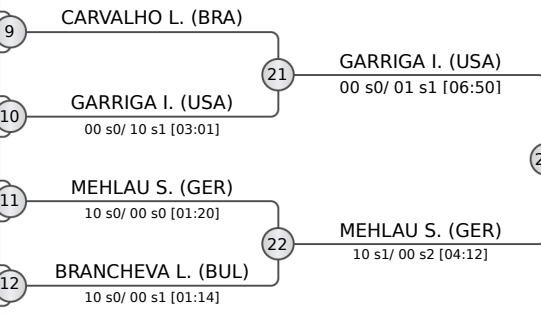 9
CARVALHO L. (BRA)
21
GARRIGA I. (USA)
00 s0/ 01 s1 [06:50]
10
GARRIGA I. (USA)
00 s0/ 10 s1 [03:01]
11
MEHLAU S. (GER)
10 s0/ 00 s0 [01:20]
22
MEHLAU S. (GER)
10 s1/ 00 s2 [04:12]
12
BRANCHEVA L. (BUL)
10 s0/ 00 s1 [01:14]